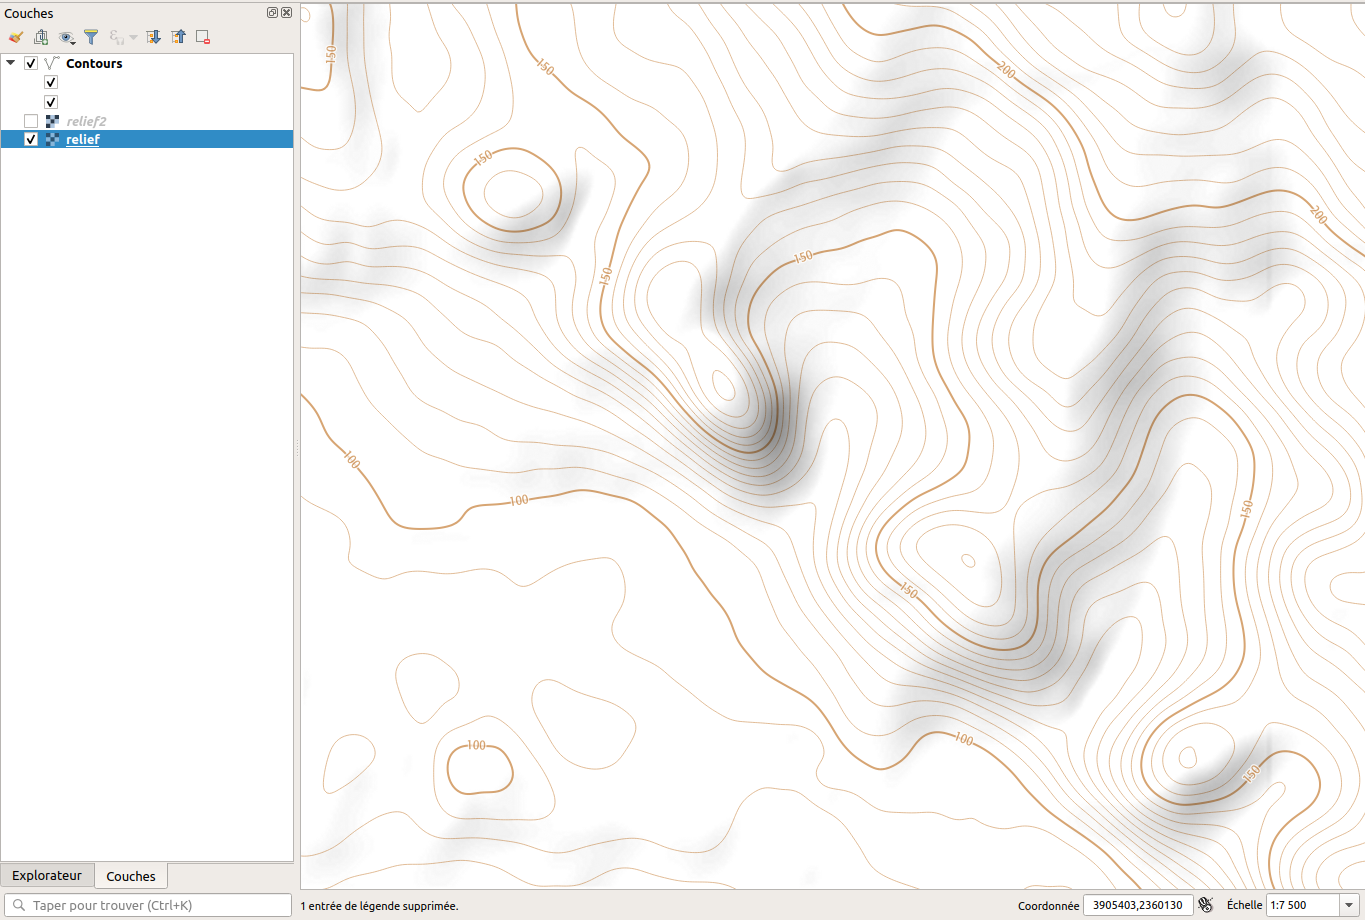 Couches
Contours
relief2
relief
Explorateur
Couches
Taper pour trouver (Ctrl+K)
150
150
200
150
200
150
150
150
100
100
150
150
100
100
150
1 entrée de légende supprimée.
Coordonnée
3905403,2360130
Échelle
1:7 500